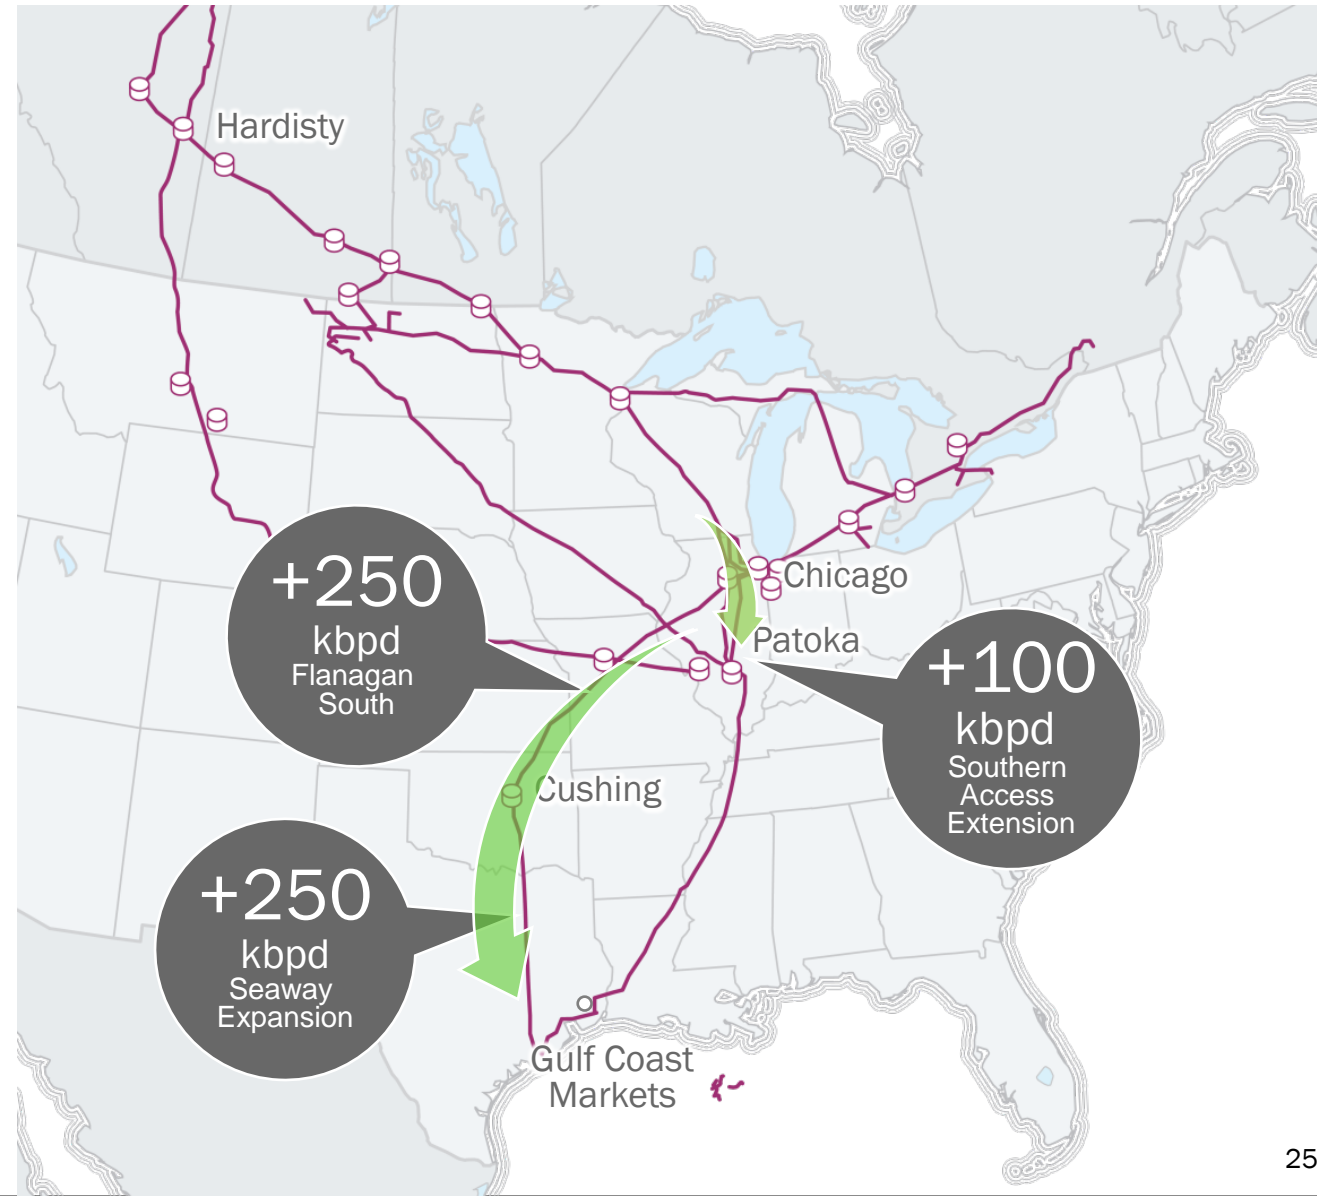 Hardisty
+250
kbpd
Flanagan
South
Chicago
Patoka
+100
kbpd
Southern
Access
Extension
Cushing
+250
kbpd
Seaway
Expansion
Gulf Coast
Markets
25